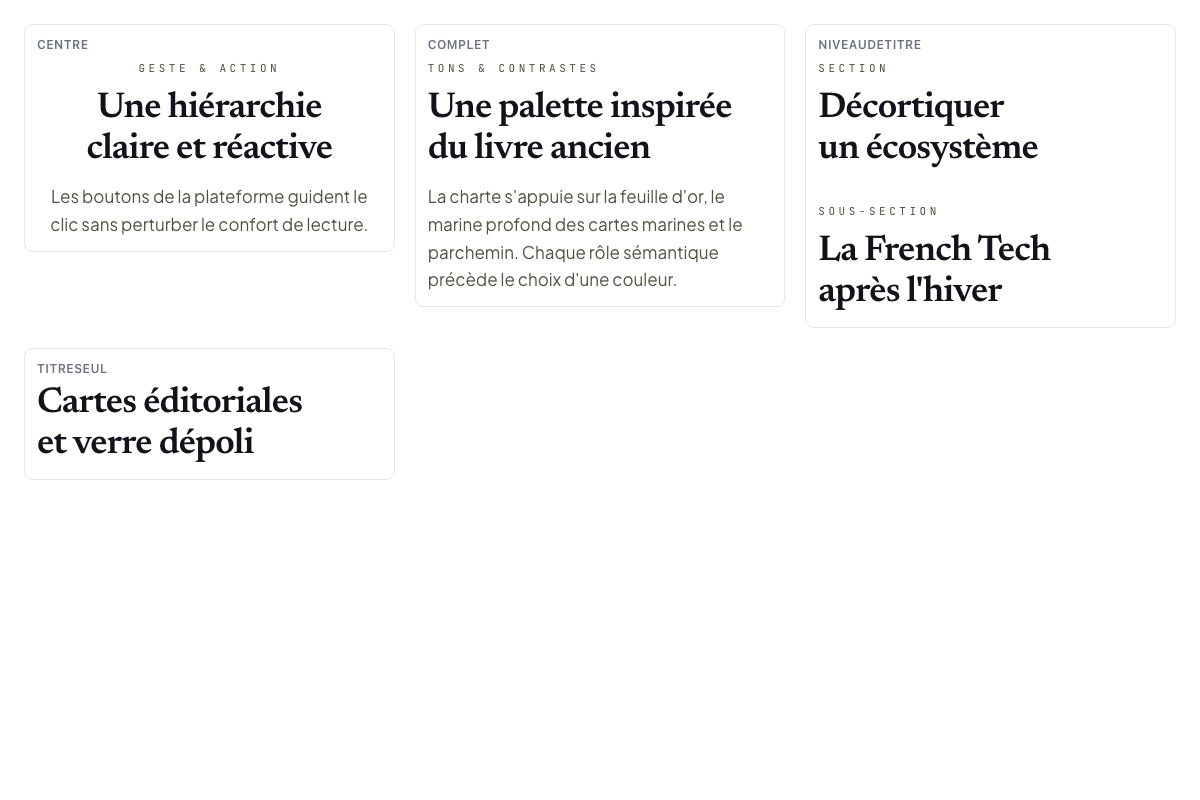 CENTRE
GESTE & ACTION
Une hiérarchie
claire et réactive
Les boutons de la plateforme guident le
clic sans perturber le confort de lecture.
COMPLET
TONS & CONTRASTES
Une palette inspirée
du livre ancien
La charte s'appuie sur la feuille d'or, le
marine profond des cartes marines et le
parchemin. Chaque rôle sémantique
précède le choix d'une couleur.
NIVEAUDETITRE
SECTION
Décortiquer
un écosystème
SOUS-SECTION
La French Tech
après l'hiver
TITRESEUL
Cartes éditoriales
et verre dépoli